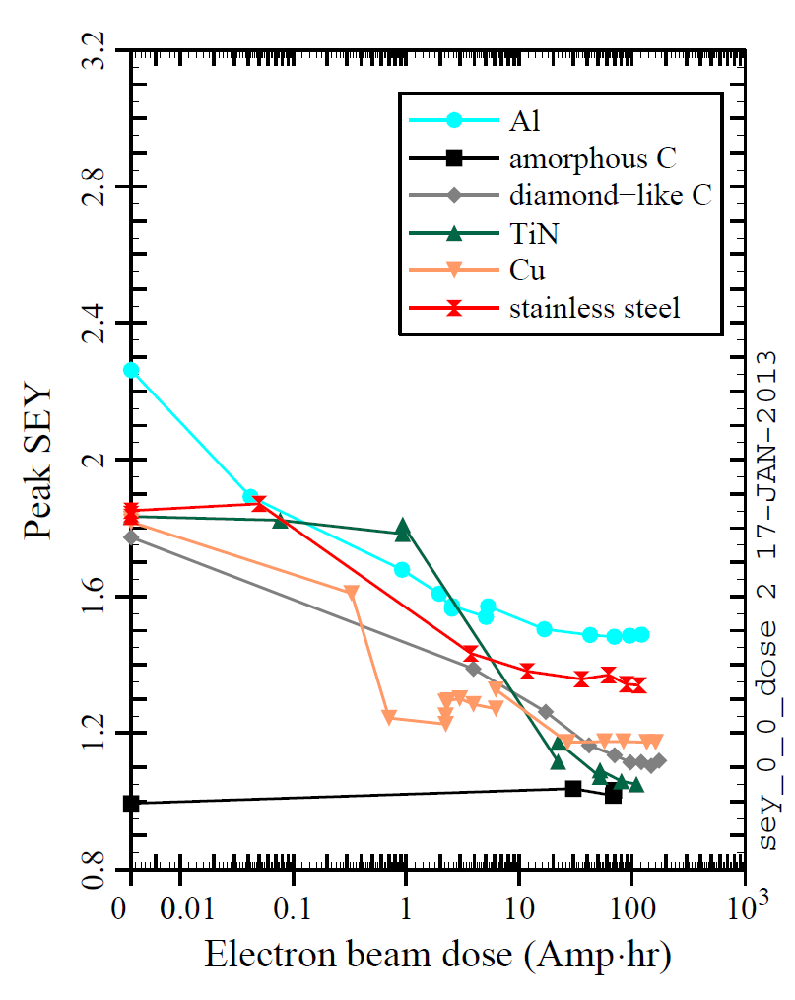 3.2
2.8
2.4
2
1.6
1.2
0.8
Peak SEY
Al
amorphous C
diamond−like C
TiN
Cu
stainless steel
0 0.01 0.1 1 10 100 10³
Electron beam dose (Amp·hr)
sey_0_0_dose 2 17−JAN−2013